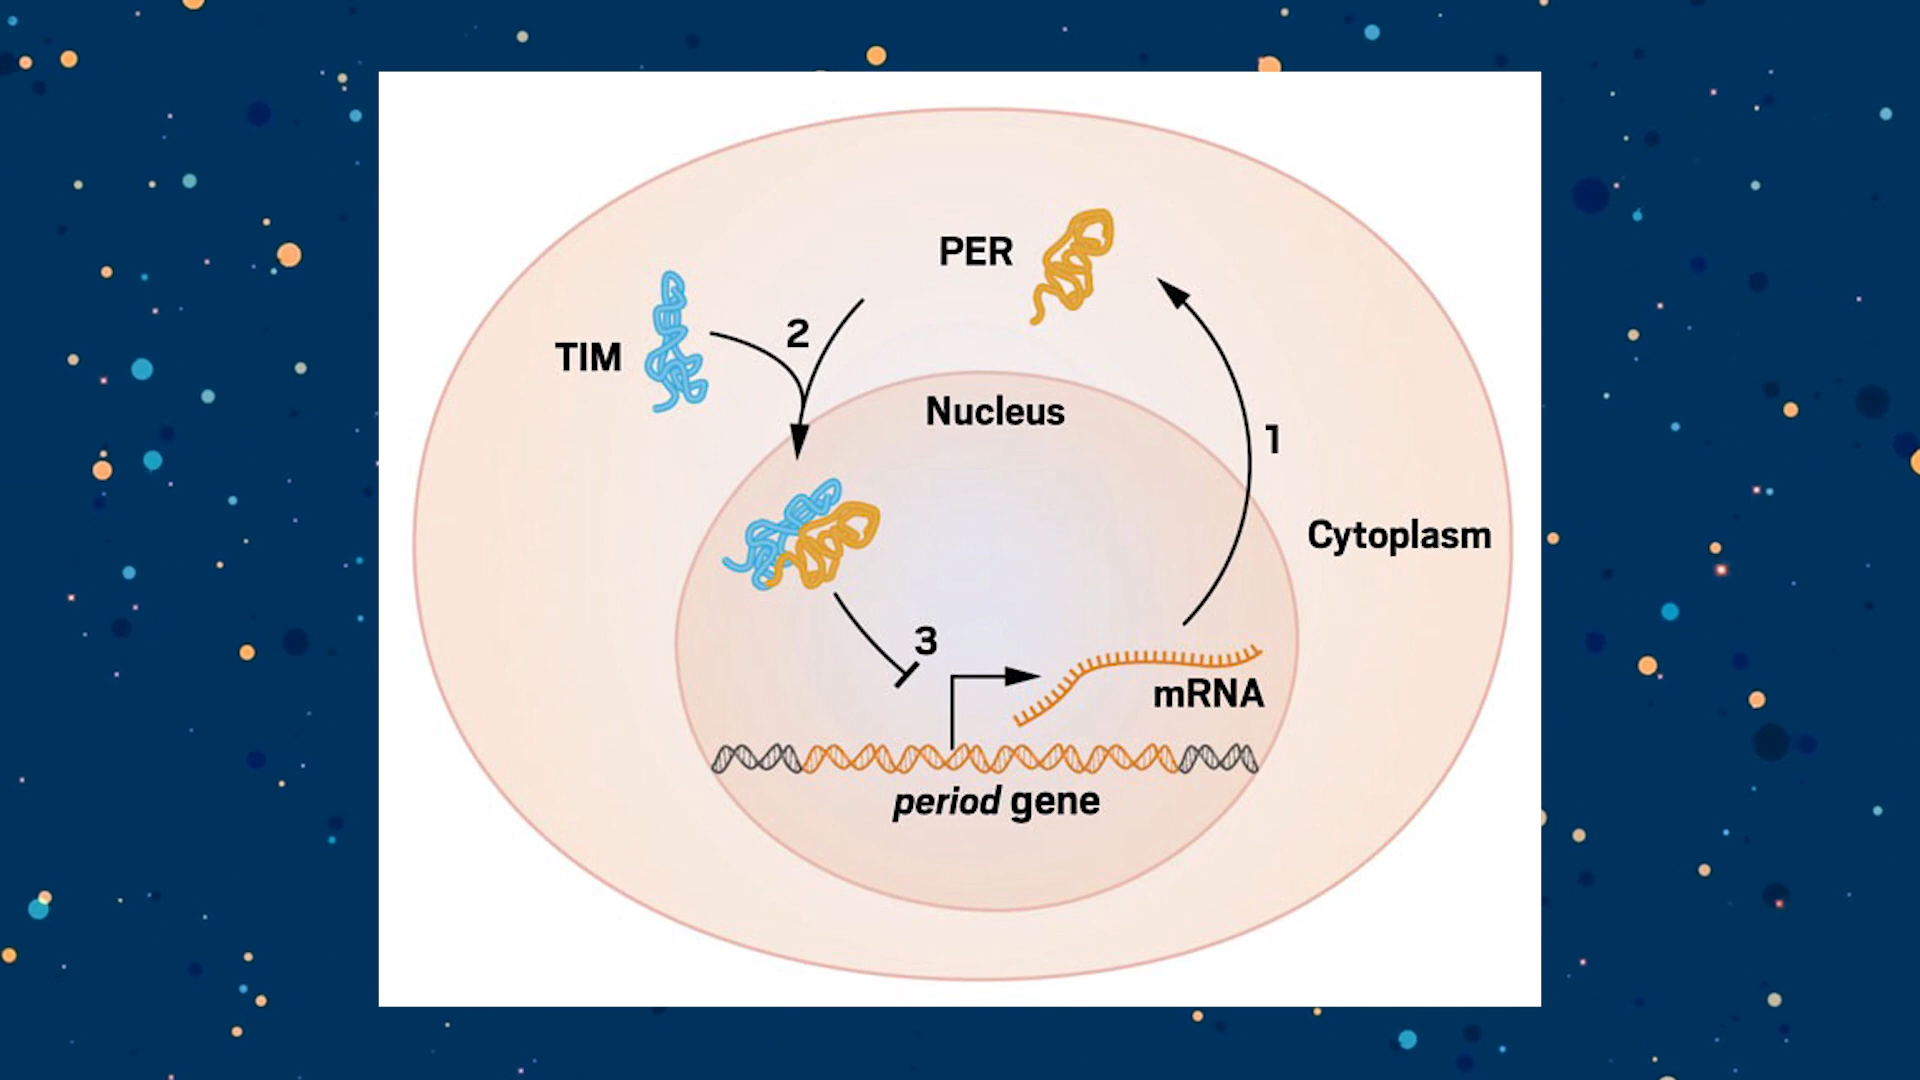 PER
2
TIM
Nucleus
1
Cytoplasm
3
mRNA
period gene